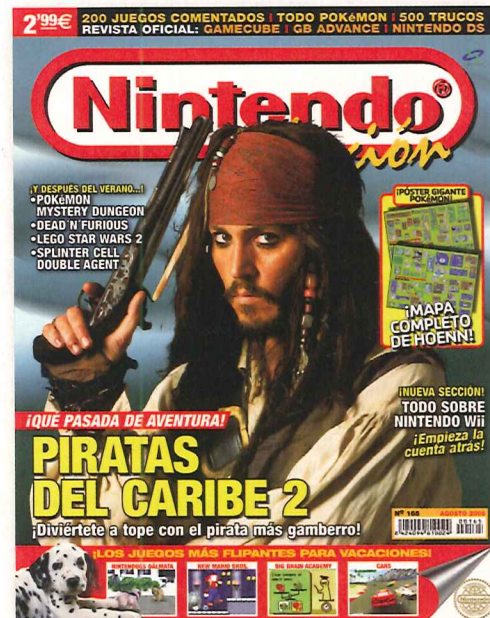 2'99€
200 JUEGOS COMENTADOS | TODO POKéMON | 500 TRUCOS
REVISTA OFICIAL: GAMECUBE | GB ADVANCE | NINTENDO DS
Nintendo®
¡Y DESPUÉS DEL VERANO...!
•POKéMON
MYSTERY DUNGEON
•DEAD'N'FURIOUS
•LEGO STAR WARS 2
•SPLINTER CELL
DOUBLE AGENT
¡PÓSTER GIGANTE
POKéMON!
¡MAPA
COMPLETO
DE HOENN!
¡NUEVA SECCIÓN!
TODO SOBRE
NINTENDO Wii
¡Empieza la
cuenta atrás!
¡QUÉ PASADA DE AVENTURA!
PIRATAS
DEL CARIBE 2
¡Diviértete a tope con el pirata más gamberro!
Nº 165 AGOSTO 2006
00165
¡LOS JUEGOS MÁS FLIPANTES PARA VACACIONES!
NINTENDOGS DÁLMATA
NEW MARIO BROS.
BIG BRAIN ACADEMY
CARS